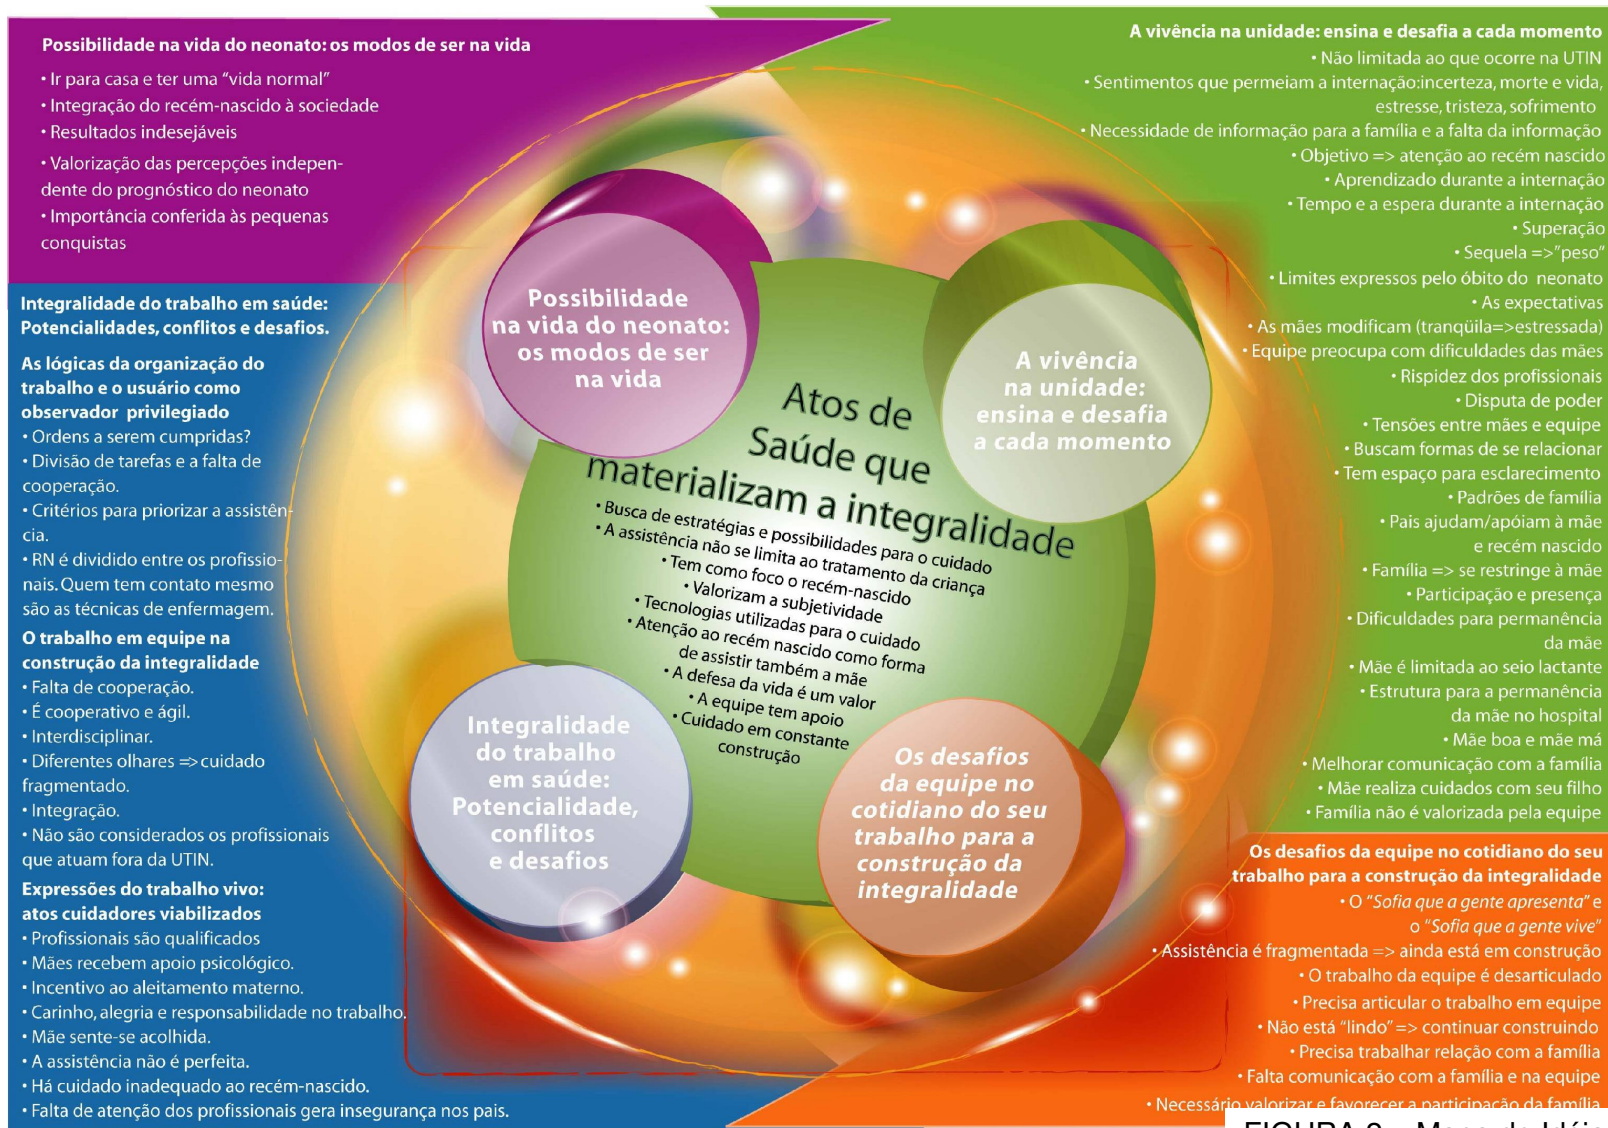 Possibilidade na vida do neonato: os modos de ser na vida
• Ir para casa e ter uma “vida normal”
• Integração do recém-nascido à sociedade
• Resultados indesejáveis
• Valorização das percepções indepen-
dente do prognóstico do neonato
• Importância conferida às pequenas
conquistas
Integralidade do trabalho em saúde:
Potencialidades, conflitos e desafios.
As lógicas da organização do
trabalho e o usuário como
observador privilegiado
• Ordens a serem cumpridas?
• Divisão de tarefas e a falta de
cooperação.
• Critérios para priorizar a assistên-
cia.
• RN é dividido entre os profissio-
nais. Quem tem contato mesmo
são as técnicas de enfermagem.
O trabalho em equipe na
construção da integralidade
• Falta de cooperação.
• É cooperativo e ágil.
• Interdisciplinar.
• Diferentes olhares => cuidado
fragmentado.
• Integração.
• Não são considerados os profissionais
que atuam fora da UTIN.
Expressões do trabalho vivo:
atos cuidadores viabilizados
• Profissionais são qualificados
• Mães recebem apoio psicológico.
• Incentivo ao aleitamento materno.
• Carinho, alegria e responsabilidade no trabalho.
• Mãe sente-se acolhida.
• A assistência não é perfeita.
• Há cuidado inadequado ao recém-nascido.
• Falta de atenção dos profissionais gera insegurança nos pais.
Possibilidade
na vida do neonato:
os modos de ser
na vida
A vivência
na unidade:
ensina e desafia
a cada momento
Atos de
Saúde que
materializam a integralidade
• Busca de estratégias e possibilidades para o cuidado
• A assistência não se limita ao tratamento da criança
• Tem como foco o recém-nascido
• Valorizam a subjetividade
• Tecnologias utilizadas para o cuidado
• Atenção ao recém nascido como forma
de assistir também a mãe
• A defesa da vida é um valor
• A equipe tem apoio
• Cuidado em constante
construção
Integralidade
do trabalho
em saúde:
Potencialidade,
conflitos
e desafios
Os desafios
da equipe no
cotidiano do seu
trabalho para a
construção da
integralidade
A vivência na unidade: ensina e desafia a cada momento
• Não limitada ao que ocorre na UTIN
• Sentimentos que permeiam a internação:incerteza, morte e vida,
estresse, tristeza, sofrimento
• Necessidade de informação para a família e a falta da informação
• Objetivo => atenção ao recém nascido
• Aprendizado durante a internação
• Tempo e a espera durante a internação
• Superação
• Sequela =>”peso”
• Limites expressos pelo óbito do neonato
• As expectativas
• As mães modificam (tranqüila=>estressada)
• Equipe preocupa com dificuldades das mães
• Rispidez dos profissionais
• Disputa de poder
• Tensões entre mães e equipe
• Buscam formas de se relacionar
• Tem espaço para esclarecimento
• Padrões de família
• Pais ajudam/apóiam à mãe
e recém nascido
• Família => se restringe à mãe
• Participação e presença
• Dificuldades para permanência
da mãe
• Mãe é limitada ao seio lactante
• Estrutura para a permanência
da mãe no hospital
• Mãe boa e mãe má
• Melhorar comunicação com a família
• Mãe realiza cuidados com seu filho
• Família não é valorizada pela equipe
Os desafios da equipe no cotidiano do seu
trabalho para a construção da integralidade
• O “Sofia que a gente apresenta” e
o “Sofia que a gente vive”
• Assistência é fragmentada => ainda está em construção
• O trabalho da equipe é desarticulado
• Precisa articular o trabalho em equipe
• Não está “lindo” => continuar construindo
• Precisa trabalhar relação com a família
• Falta comunicação com a família e na equipe
• Necessário valorizar e favorecer a participação da família